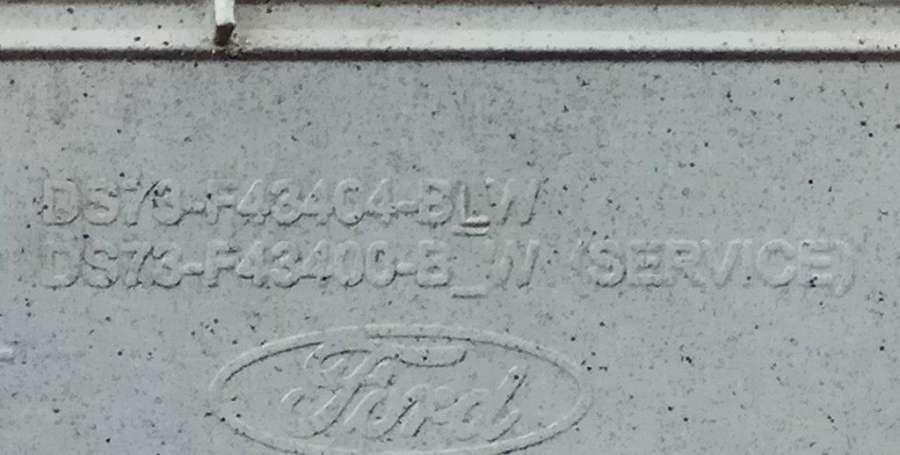 DS73-F43404-BLW
DS73-F43400-B_W (SERVICE)
Ford